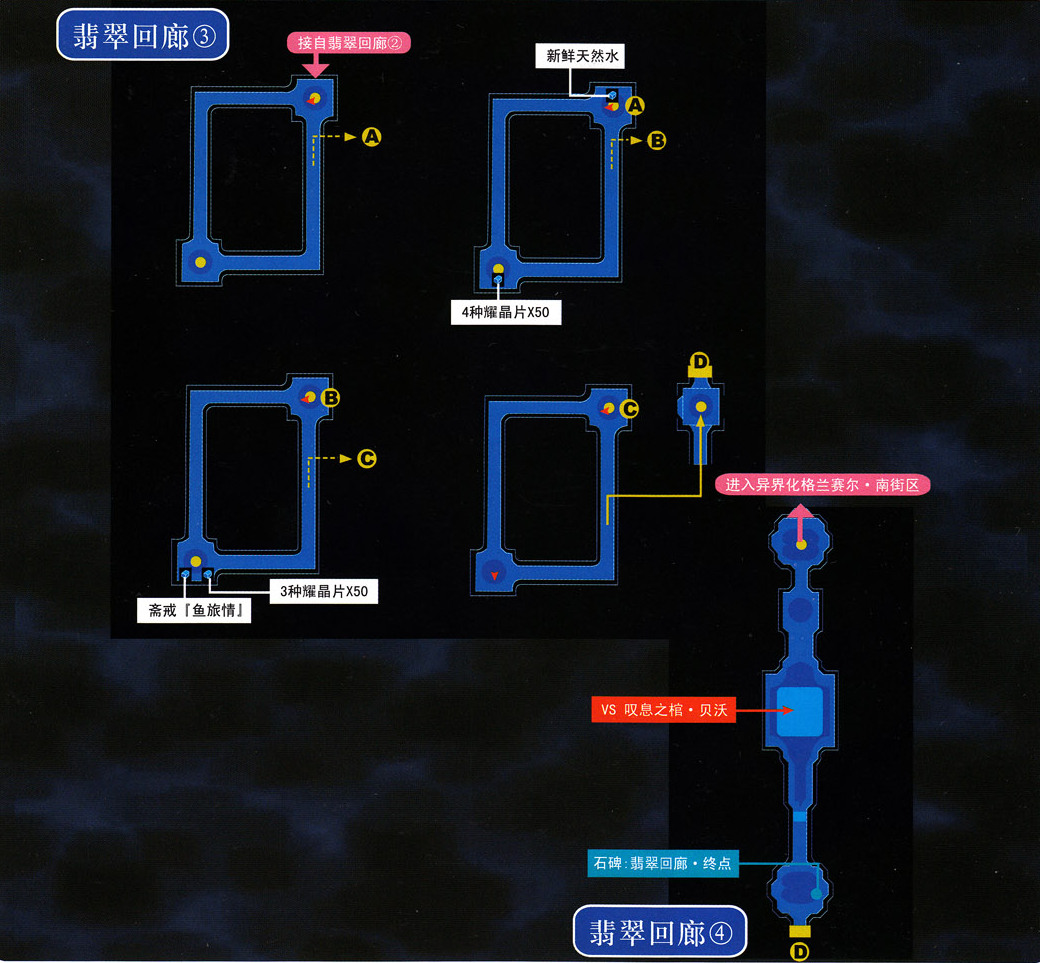 翡翠回廊③
接自翡翠回廊②
新鲜天然水
A
A
B
4种耀晶片X50
D
B
C
C
进入异界化格兰赛尔·南街区
3种耀晶片X50
斋戒『鱼旅情』
VS 叹息之棺·贝沃
石碑:翡翠回廊·终点
翡翠回廊④
D